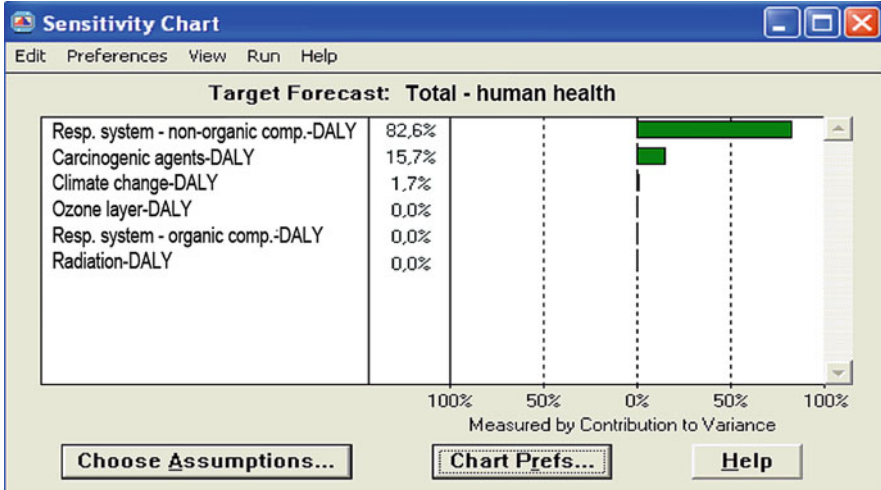 Sensitivity Chart
Edit Preferences View Run Help
Target Forecast: Total - human health
Resp. system - non-organic comp.-DALY 82,6%
Carcinogenic agents-DALY 15,7%
Climate change-DALY 1,7%
Ozone layer-DALY 0,0%
Resp. system - organic comp.-DALY 0,0%
Radiation-DALY 0,0%
100% 50% 0% 50% 100%
Measured by Contribution to Variance
Choose Assumptions... Chart Prefs... Help